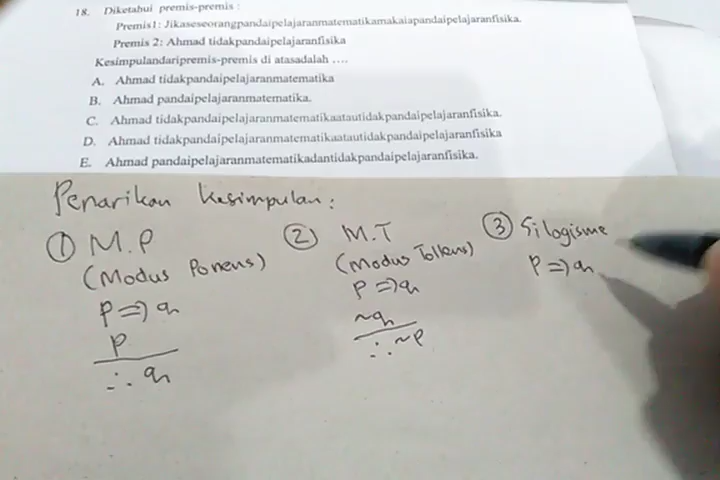 18. Diketahui premis-premis :
Premis1: Jikaseseorangpandaipelajaranmatematikamakaiapandaipelajaranfisika.
Premis 2: Ahmad tidakpandaipelajaranfisika
Kesimpulandaripremis-premis di atasadalah ....
A. Ahmad tidakpandaipelajaranmatematika
B. Ahmad pandaipelajaranmatematika.
C. Ahmad tidakpandaipelajaranmatematikaatautidakpandaipelajaranfisika.
D. Ahmad tidakpandaipelajaranmatematikaatautidakpandaipelajaranfisika
E. Ahmad pandaipelajaranmatematikadantidakpandaipelajaranfisika.
Penarikan Kesimpulan :
① M.P
(Modus Ponens)
p ⇒ q
p
∴ q
② M.T
(Modus Tollens)
p ⇒ q
~q
∴ ~p
③ Silogisme
p ⇒ q